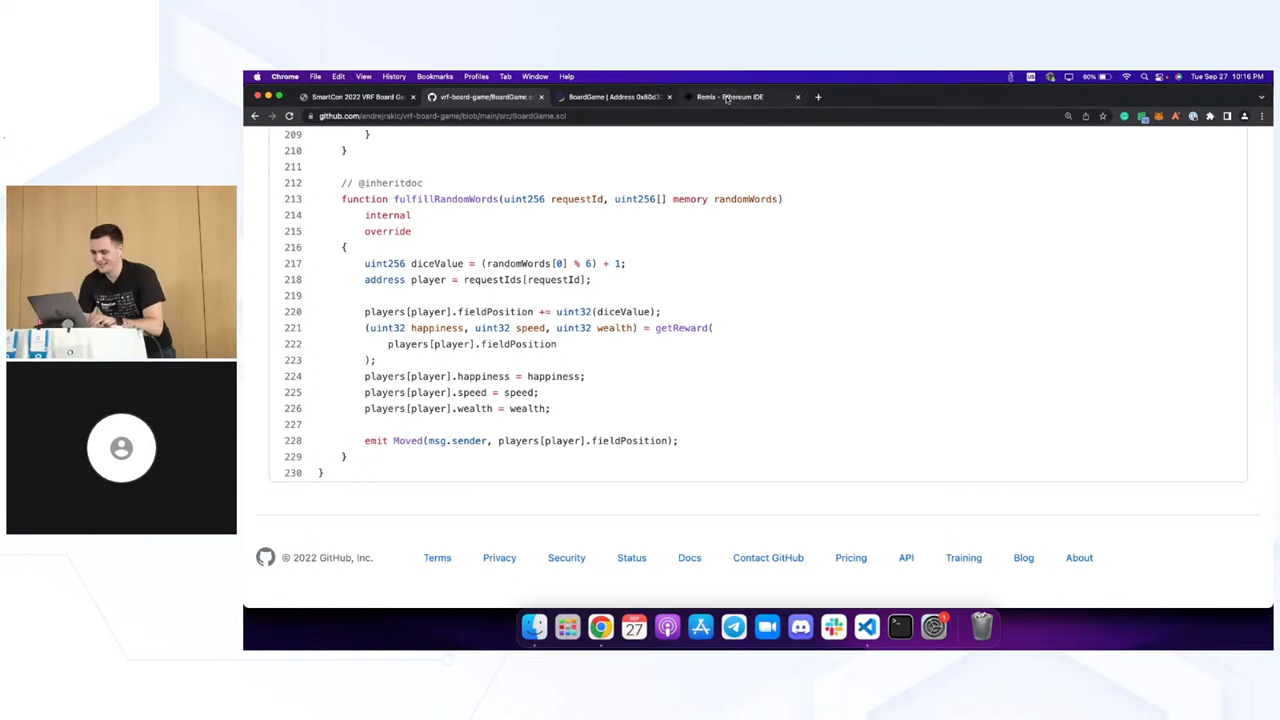 Chrome File Edit View History Bookmarks Profiles Tab Window Help
US 80% Tue Sep 27 10:16 PM
SmartCon 2022 VRF Board Ga
vrf-board-game/BoardGame.s
BoardGame | Address 0x80d3
Remix - Ethereum IDE
github.com/andrejrakic/vrf-board-game/blob/main/src/BoardGame.sol
209 }
210 }
211
212 // @inheritdoc
213 function fulfillRandomWords(uint256 requestId, uint256[] memory randomWords)
214 internal
215 override
216 {
217 uint256 diceValue = (randomWords[0] % 6) + 1;
218 address player = requestIds[requestId];
219
220 players[player].fieldPosition += uint32(diceValue);
221 (uint32 happiness, uint32 speed, uint32 wealth) = getReward(
222 players[player].fieldPosition
223 );
224 players[player].happiness = happiness;
225 players[player].speed = speed;
226 players[player].wealth = wealth;
227
228 emit Moved(msg.sender, players[player].fieldPosition);
229 }
230 }
© 2022 GitHub, Inc. Terms Privacy Security Status Docs Contact GitHub Pricing API Training Blog About
SEP
27
1